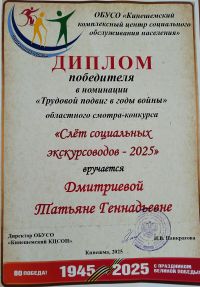 ОБУСО «Кинешемский
комплексный центр социального
обслуживания населения»
ДИПЛОМ
победителя
в номинации
«Трудовой подвиг в годы войны»
областного смотра-конкурса
«Слёт социальных
экскурсоводов - 2025»
вручается
Дмитриевой
Татьяне Геннадьевне
Директор ОБУСО
«Кинешемский КЦСОН»
И.В. Панкратова
Кинешма, 2025
80 ПОБЕДА!
1945
2025
С ПРАЗДНИКОМ
ВЕЛИКОЙ ПОБЕДЫ!